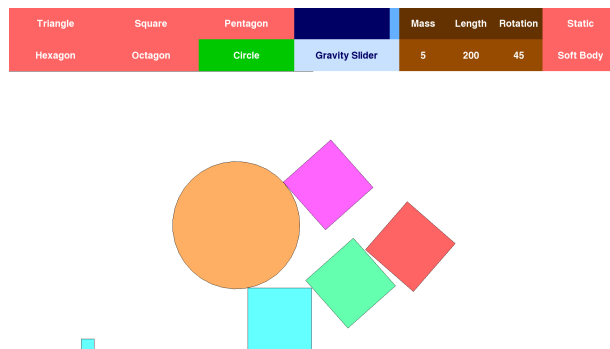 Triangle Square Pentagon Mass Length Rotation Static
Hexagon Octagon Circle Gravity Slider 5 200 45 Soft Body